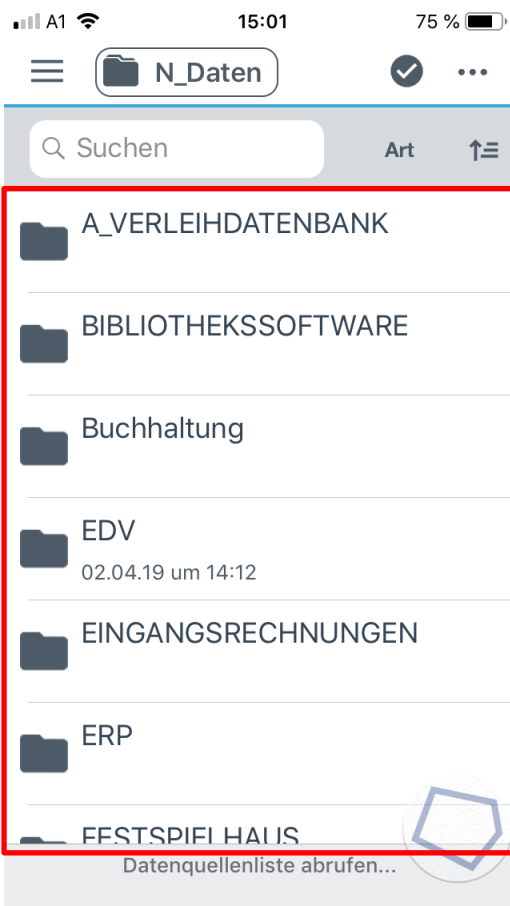 A1 15:01 75 %
N_Daten
Suchen Art
A_VERLEIHDATENBANK
BIBLIOTHEKSSOFTWARE
Buchhaltung
EDV
02.04.19 um 14:12
EINGANGSRECHNUNGEN
ERP
FESTSPIELHAUS
Datenquellenliste abrufen...